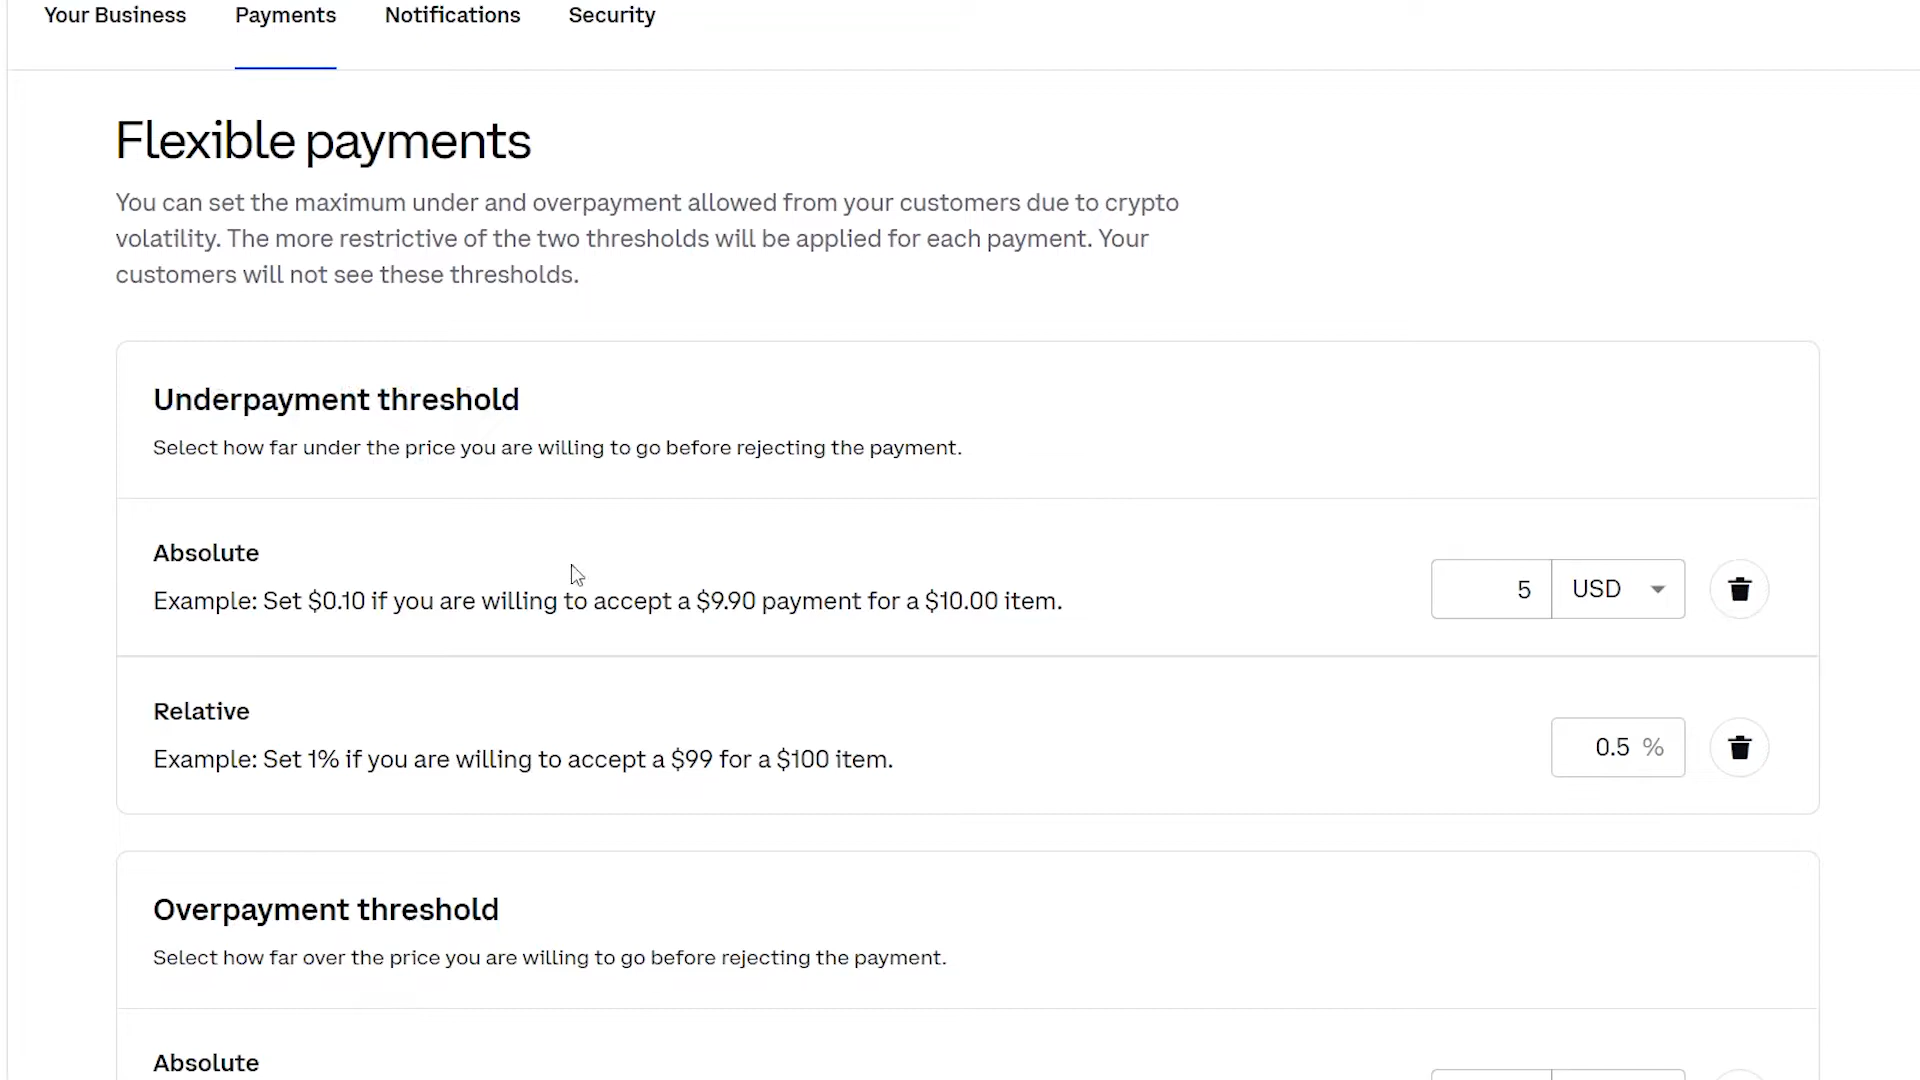 Your Business Payments Notifications Security
Flexible payments
You can set the maximum under and overpayment allowed from your customers due to crypto
volatility. The more restrictive of the two thresholds will be applied for each payment. Your
customers will not see these thresholds.
Underpayment threshold
Select how far under the price you are willing to go before rejecting the payment.
Absolute
Example: Set $0.10 if you are willing to accept a $9.90 payment for a $10.00 item.
5 USD
Relative
Example: Set 1% if you are willing to accept a $99 for a $100 item.
0.5 %
Overpayment threshold
Select how far over the price you are willing to go before rejecting the payment.
Absolute